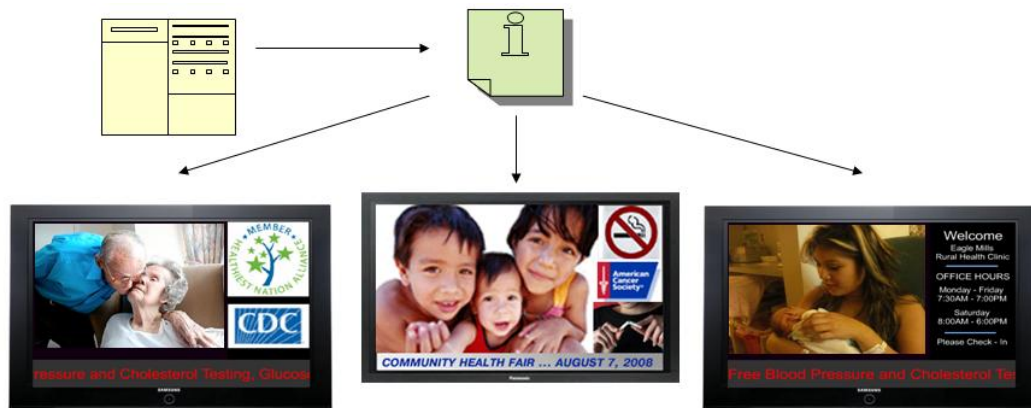 i
MEMBER
HEALTHIEST NATION ALLIANCE
CDC
ressure and Cholesterol Testing, Glucos
SAMSUNG
American
Cancer
Society
COMMUNITY HEALTH FAIR ... AUGUST 7, 2008
Panasonic
Welcome
Eagle Mills
Rural Health Clinic
OFFICE HOURS
Monday - Friday
7:30AM - 7:00PM
Saturday
8:00AM - 6:00PM
Please Check - In
Free Blood Pressure and Cholesterol Tes
SAMSUNG